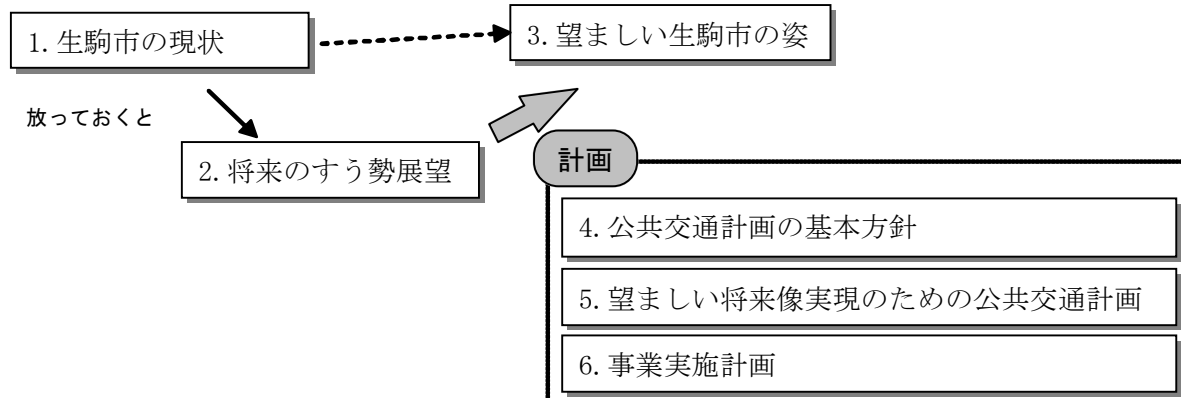 1. 生駒市の現状
3. 望ましい生駒市の姿
放っておくと
2. 将来のすう勢展望
計画
4. 公共交通計画の基本方針
5. 望ましい将来像実現のための公共交通計画
6. 事業実施計画